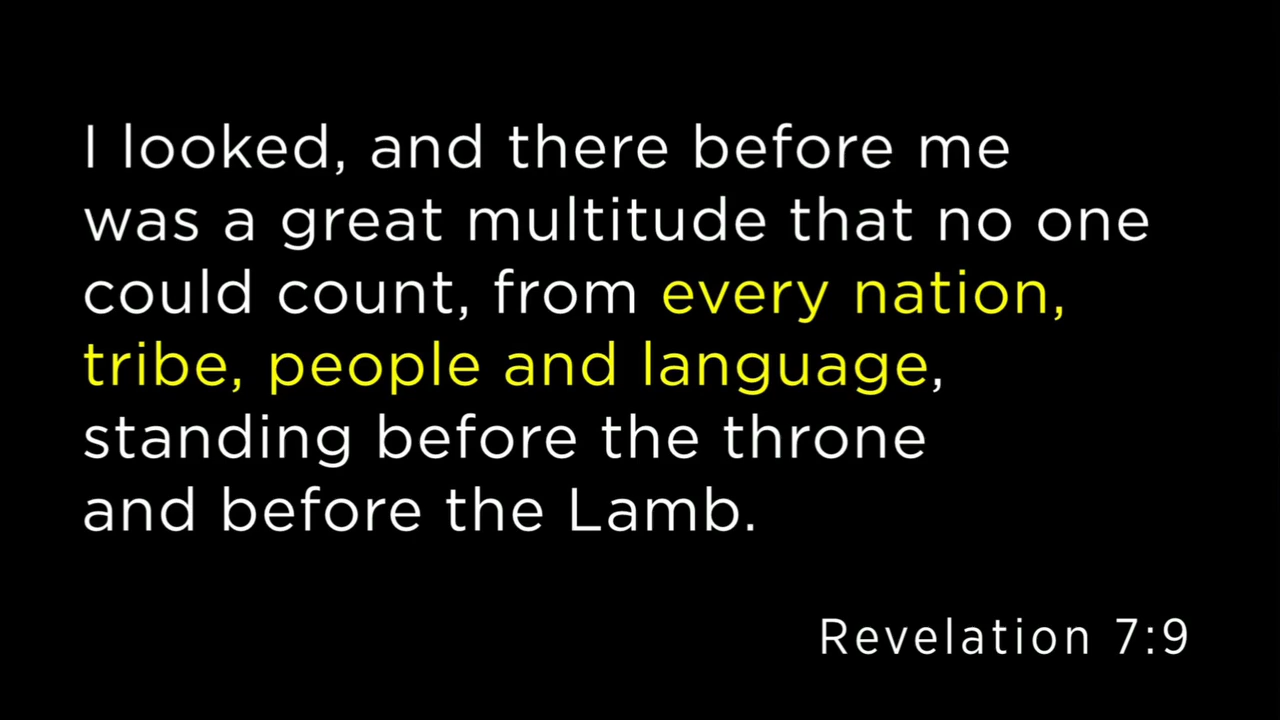 I looked, and there before me
was a great multitude that no one
could count, from every nation,
tribe, people and language,
standing before the throne
and before the Lamb.
Revelation 7:9